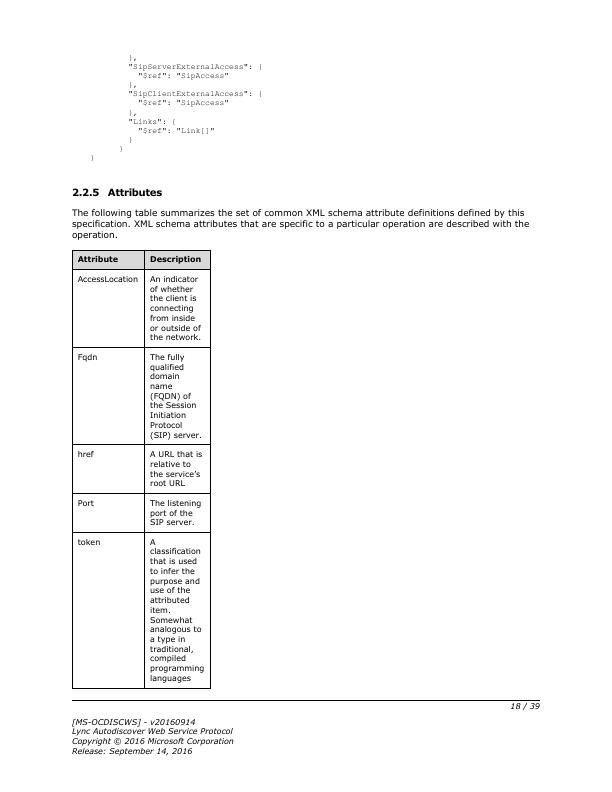 },
"SipServerExternalAccess": {
"$ref": "SipAccess"
},
"SipClientExternalAccess": {
"$ref": "SipAccess"
},
"Links": {
"$ref": "Link[]"
}
}
}
2.2.5 Attributes
The following table summarizes the set of common XML schema attribute definitions defined by this
specification. XML schema attributes that are specific to a particular operation are described with the
operation.
Attribute Description
AccessLocation An indicator
of whether
the client is
connecting
from inside
or outside of
the network.
Fqdn The fully
qualified
domain
name
(FQDN) of
the Session
Initiation
Protocol
(SIP) server.
href A URL that is
relative to
the service's
root URL
Port The listening
port of the
SIP server.
token A
classification
that is used
to infer the
purpose and
use of the
attributed
item.
Somewhat
analogous to
a type in
traditional,
compiled
programming
languages
18 / 39
[MS-OCDISCWS] - v20160914
Lync Autodiscover Web Service Protocol
Copyright © 2016 Microsoft Corporation
Release: September 14, 2016